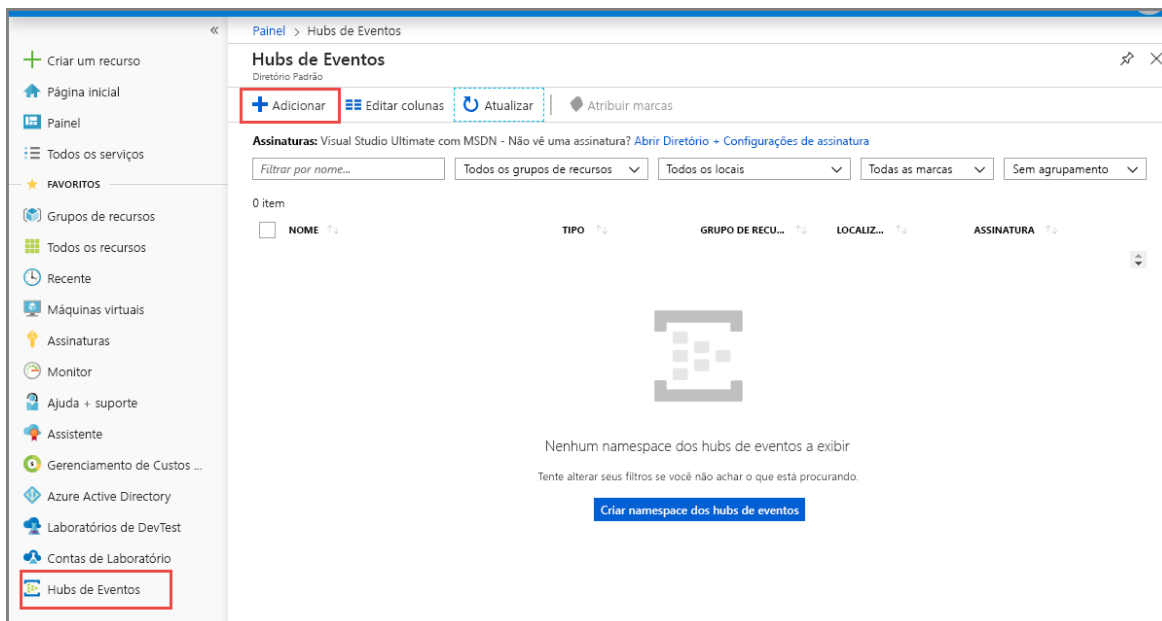 «
Criar um recurso
Página inicial
Painel
Todos os serviços
FAVORITOS
Grupos de recursos
Todos os recursos
Recente
Máquinas virtuais
Assinaturas
Monitor
Ajuda + suporte
Assistente
Gerenciamento de Custos ...
Azure Active Directory
Laboratórios de DevTest
Contas de Laboratório
Hubs de Eventos
Painel > Hubs de Eventos
Hubs de Eventos
Diretório Padrão
Adicionar Editar colunas Atualizar Atribuir marcas
Assinaturas: Visual Studio Ultimate com MSDN - Não vê uma assinatura? Abrir Diretório + Configurações de assinatura
Filtrar por nome... Todos os grupos de recursos Todos os locais Todas as marcas Sem agrupamento
0 item
NOME TIPO GRUPO DE RECU... LOCALIZ... ASSINATURA
Nenhum namespace dos hubs de eventos a exibir
Tente alterar seus filtros se você não achar o que está procurando.
Criar namespace dos hubs de eventos